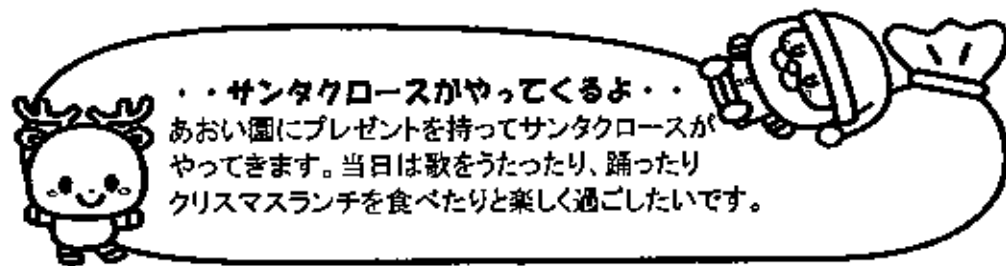 ・・サンタクロースがやってくるよ・・
あおい園にプレゼントを持ってサンタクロースが
やってきます。当日は歌をうたったり、踊ったり
クリスマスランチを食べたりと楽しく過ごしたいです。